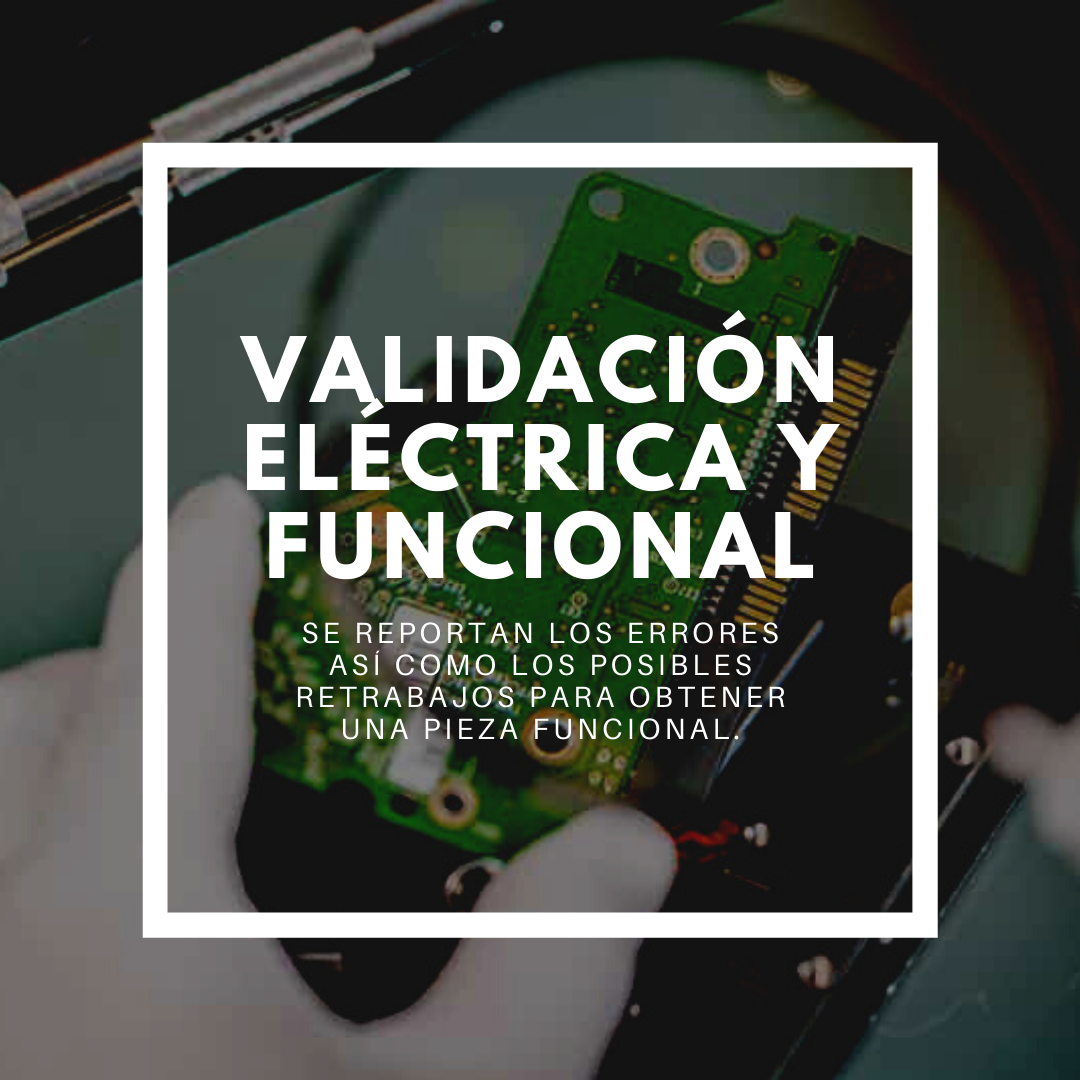 VALIDACIÓN
ELÉCTRICA Y
FUNCIONAL
SE REPORTAN LOS ERRORES
ASÍ COMO LOS POSIBLES
RETRABAJOS PARA OBTENER
UNA PIEZA FUNCIONAL.